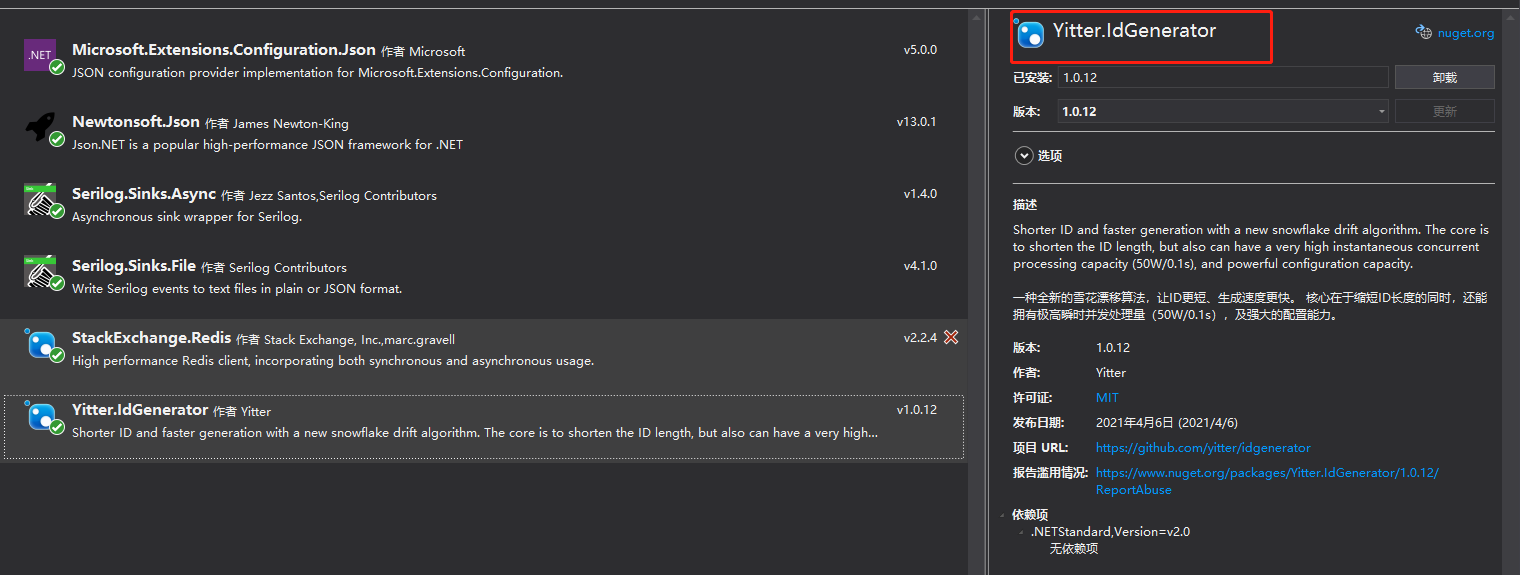 .NET
Microsoft.Extensions.Configuration.Json 作者 Microsoft
v5.0.0
JSON configuration provider implementation for Microsoft.Extensions.Configuration.
Newtonsoft.Json 作者 James Newton-King
v13.0.1
Json.NET is a popular high-performance JSON framework for .NET
Serilog.Sinks.Async 作者 Jezz Santos,Serilog Contributors
v1.4.0
Asynchronous sink wrapper for Serilog.
Serilog.Sinks.File 作者 Serilog Contributors
v4.1.0
Write Serilog events to text files in plain or JSON format.
StackExchange.Redis 作者 Stack Exchange, Inc.,marc.gravell
v2.2.4
High performance Redis client, incorporating both synchronous and asynchronous usage.
Yitter.IdGenerator 作者 Yitter
v1.0.12
Shorter ID and faster generation with a new snowflake drift algorithm. The core is to shorten the ID length, but also can have a very high...
Yitter.IdGenerator
nuget.org
已安装: 1.0.12
卸载
版本: 1.0.12
更新
选项
描述
Shorter ID and faster generation with a new snowflake drift algorithm. The core is
to shorten the ID length, but also can have a very high instantaneous concurrent
processing capacity (50W/0.1s), and powerful configuration capacity.
一种全新的雪花漂移算法，让ID更短、生成速度更快。 核心在于缩短ID长度的同时，还能
拥有极高瞬时并发处理量（50W/0.1s），及强大的配置能力。
版本: 1.0.12
作者: Yitter
许可证: MIT
发布日期: 2021年4月6日 (2021/4/6)
项目 URL: https://github.com/yitter/idgenerator
报告滥用情况: https://www.nuget.org/packages/Yitter.IdGenerator/1.0.12/
ReportAbuse
依赖项
.NETStandard,Version=v2.0
无依赖项